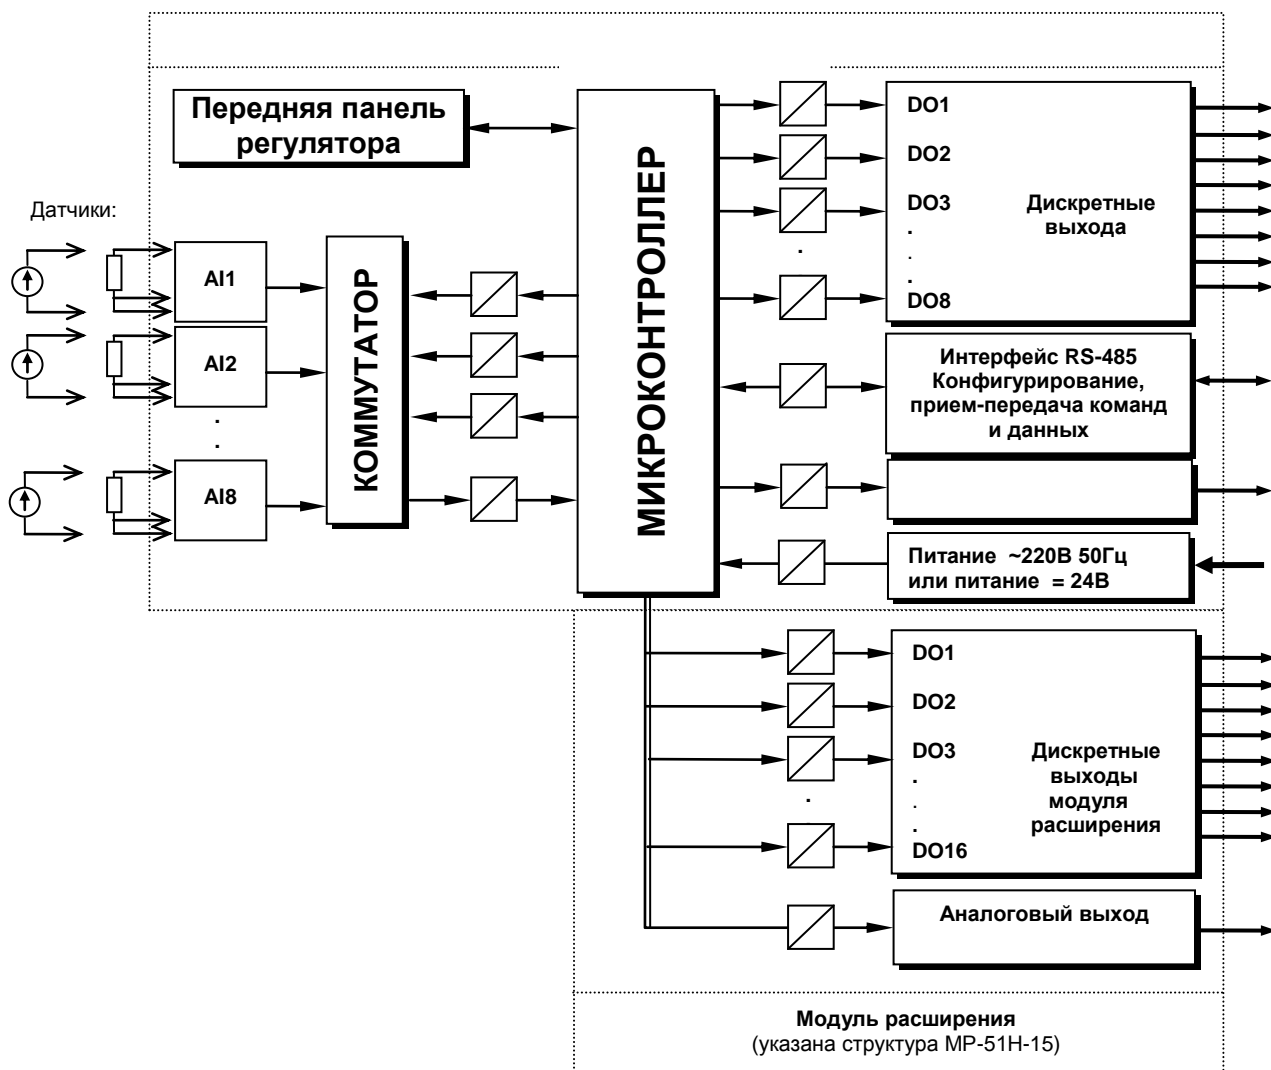 Передняя панель
регулятора
Датчики:
AI1
AI2
.
.
AI8
КОММУТАТОР
МИКРОКОНТРОЛЛЕР
.
DO1
DO2
DO3
.
.
.
DO8
Дискретные
выхода
Интерфейс RS-485
Конфигурирование,
прием-передача команд
и данных
Питание ~220В 50Гц
или питание = 24В
.
DO1
DO2
DO3
.
.
.
DO16
Дискретные
выходы
модуля
расширения
Аналоговый выход
Модуль расширения
(указана структура МР-51Н-15)